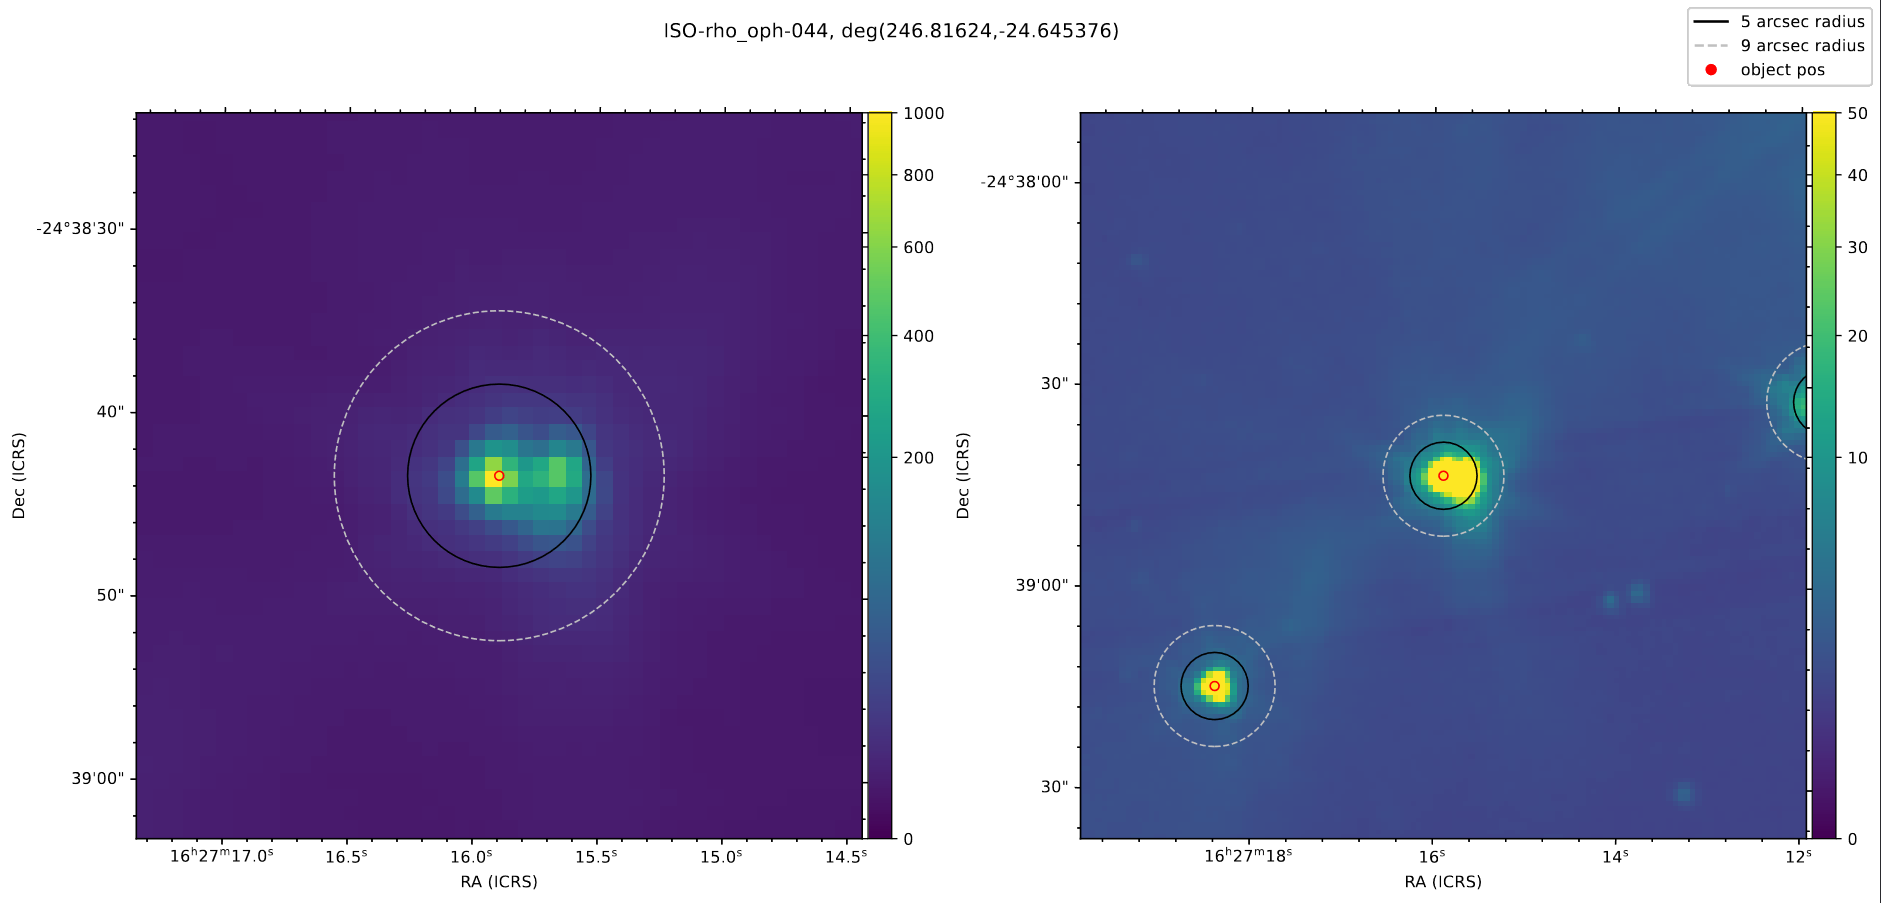 ISO-rho_oph-044, deg(246.81624,-24.645376)
5 arcsec radius
9 arcsec radius
object pos
-24°38'30"
40"
50"
39'00"
Dec (ICRS)
16ʰ27ᵐ17.0ˢ 16.5ˢ 16.0ˢ 15.5ˢ 15.0ˢ 14.5ˢ
RA (ICRS)
1000
800
600
400
200
0
-24°38'00"
30"
39'00"
30"
Dec (ICRS)
16ʰ27ᵐ18ˢ 16ˢ 14ˢ 12ˢ
RA (ICRS)
50
40
30
20
10
0